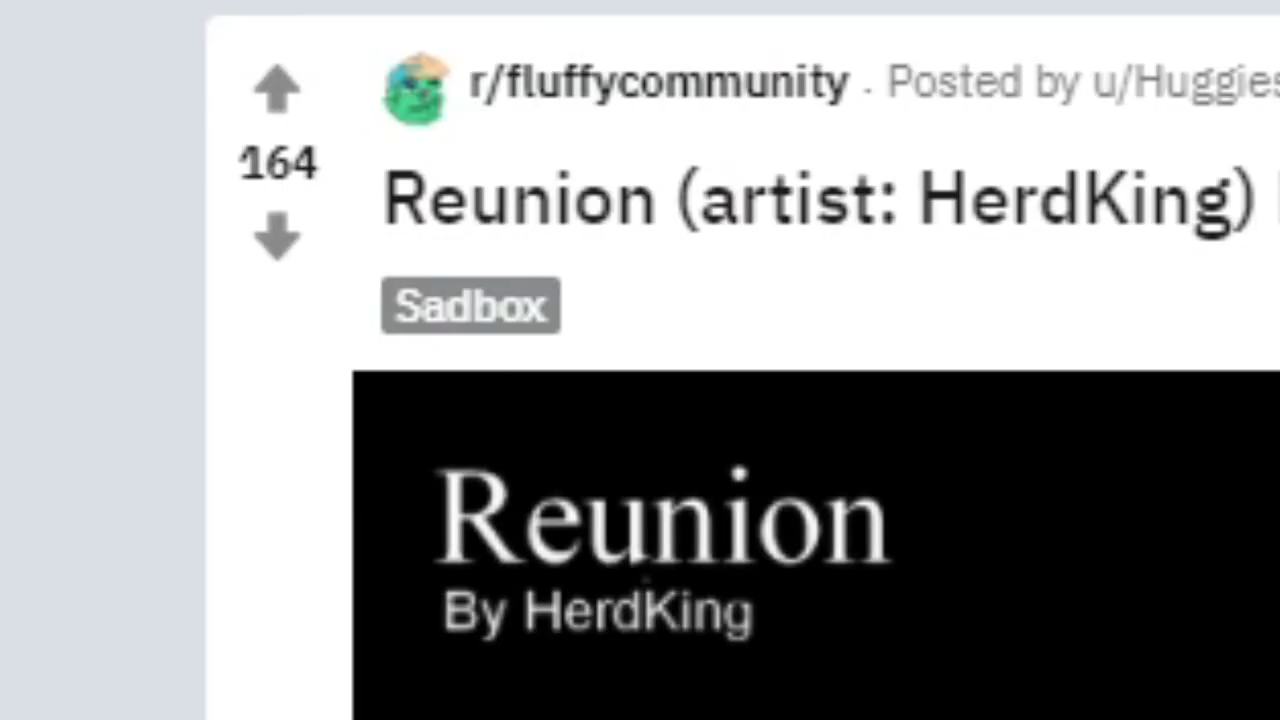 r/fluffycommunity . Posted by u/Huggies
164
Reunion (artist: HerdKing)
Sadbox
Reunion
By HerdKing